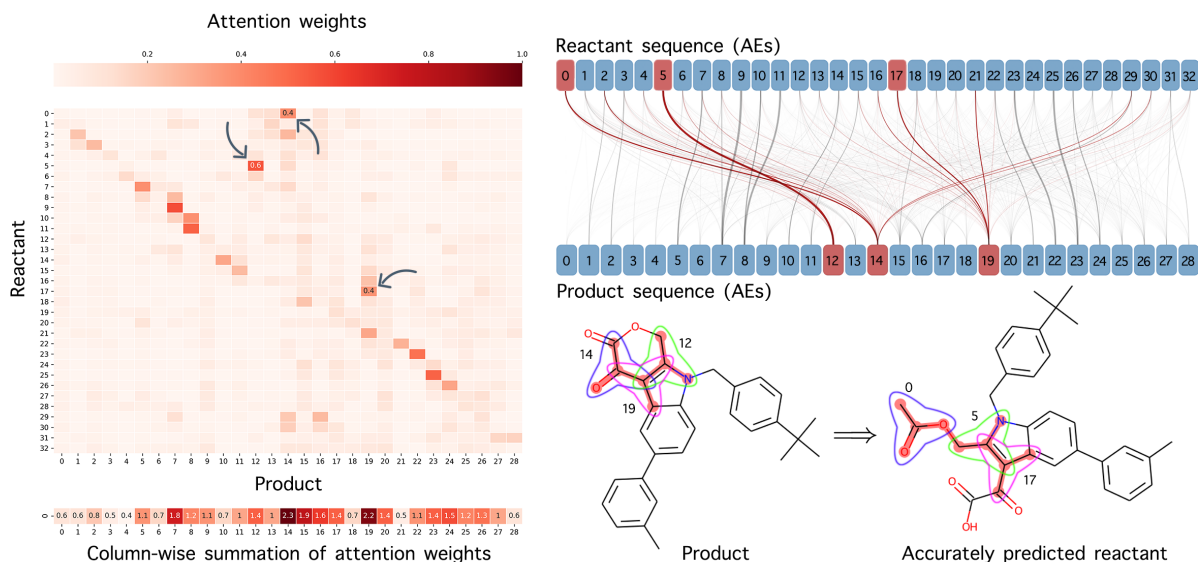 Attention weights
0.2 0.4 0.6 0.8 1.0
Reactant
0
1
2
3
4
5
6
7
8
9
10
11
12
13
14
15
16
17
18
19
20
21
22
23
24
25
26
27
28
29
30
31
32
0.4
0.6
0.4
0 1 2 3 4 5 6 7 8 9 10 11 12 13 14 15 16 17 18 19 20 21 22 23 24 25 26 27 28
Product
0 0.6 0.6 0.8 0.5 0.4 1.1 0.7 1.8 1.2 1.1 0.7 1 1.4 1 2.3 1.9 1.6 1.4 0.7 2.2 1.4 0.5 1.1 1.4 1.5 1.2 1.3 1 0.6
0 1 2 3 4 5 6 7 8 9 10 11 12 13 14 15 16 17 18 19 20 21 22 23 24 25 26 27 28
Column-wise summation of attention weights
Reactant sequence (AEs)
0 1 2 3 4 5 6 7 8 9 10 11 12 13 14 15 16 17 18 19 20 21 22 23 24 25 26 27 28 29 30 31 32
0 1 2 3 4 5 6 7 8 9 10 11 12 13 14 15 16 17 18 19 20 21 22 23 24 25 26 27 28
Product sequence (AEs)
O
O
14
12
O
N
19
Product
0
O
O
5
N
17
O
O
OH
Accurately predicted reactant